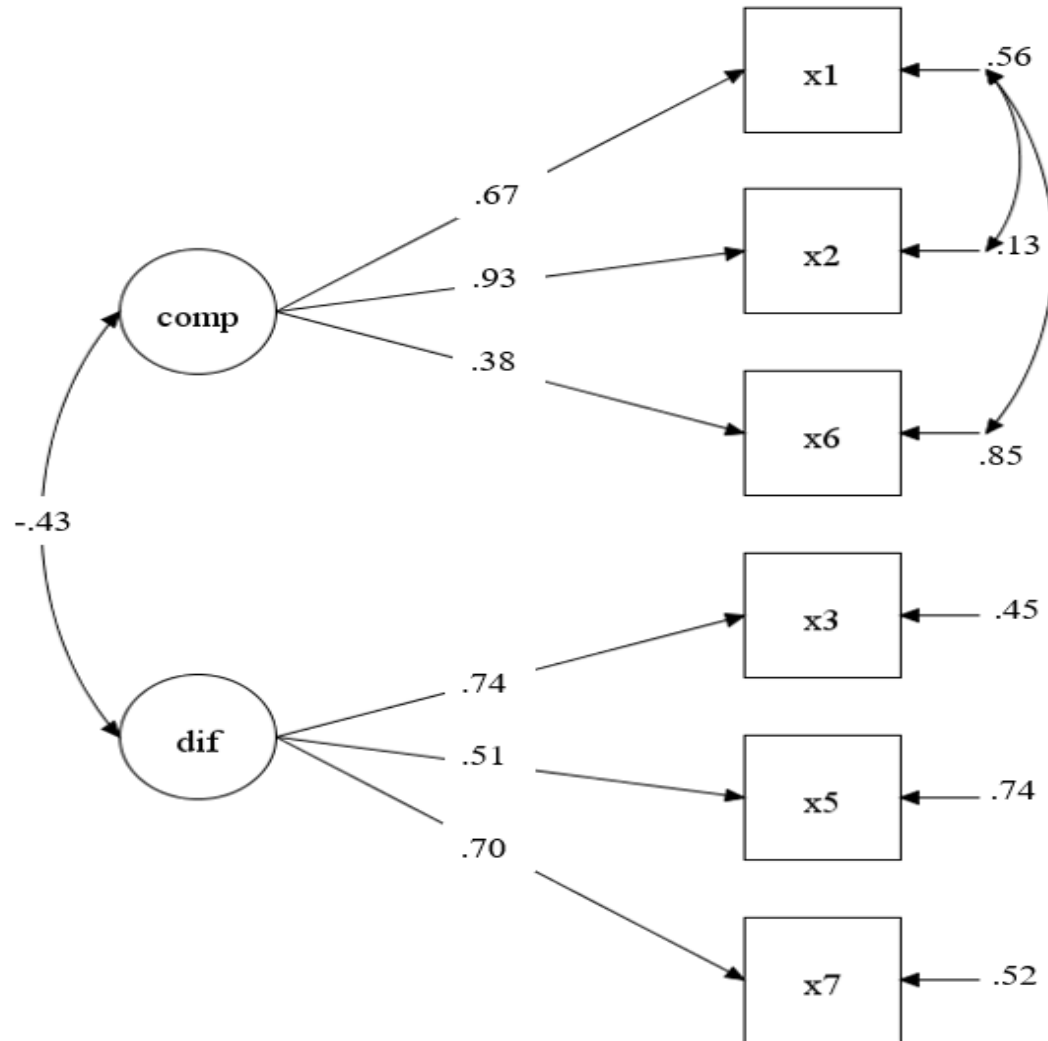 x1
.56
.67
x2
.13
.93
comp
.38
x6
.85
-.43
x3
.45
.74
dif
.51
x5
.74
.70
x7
.52